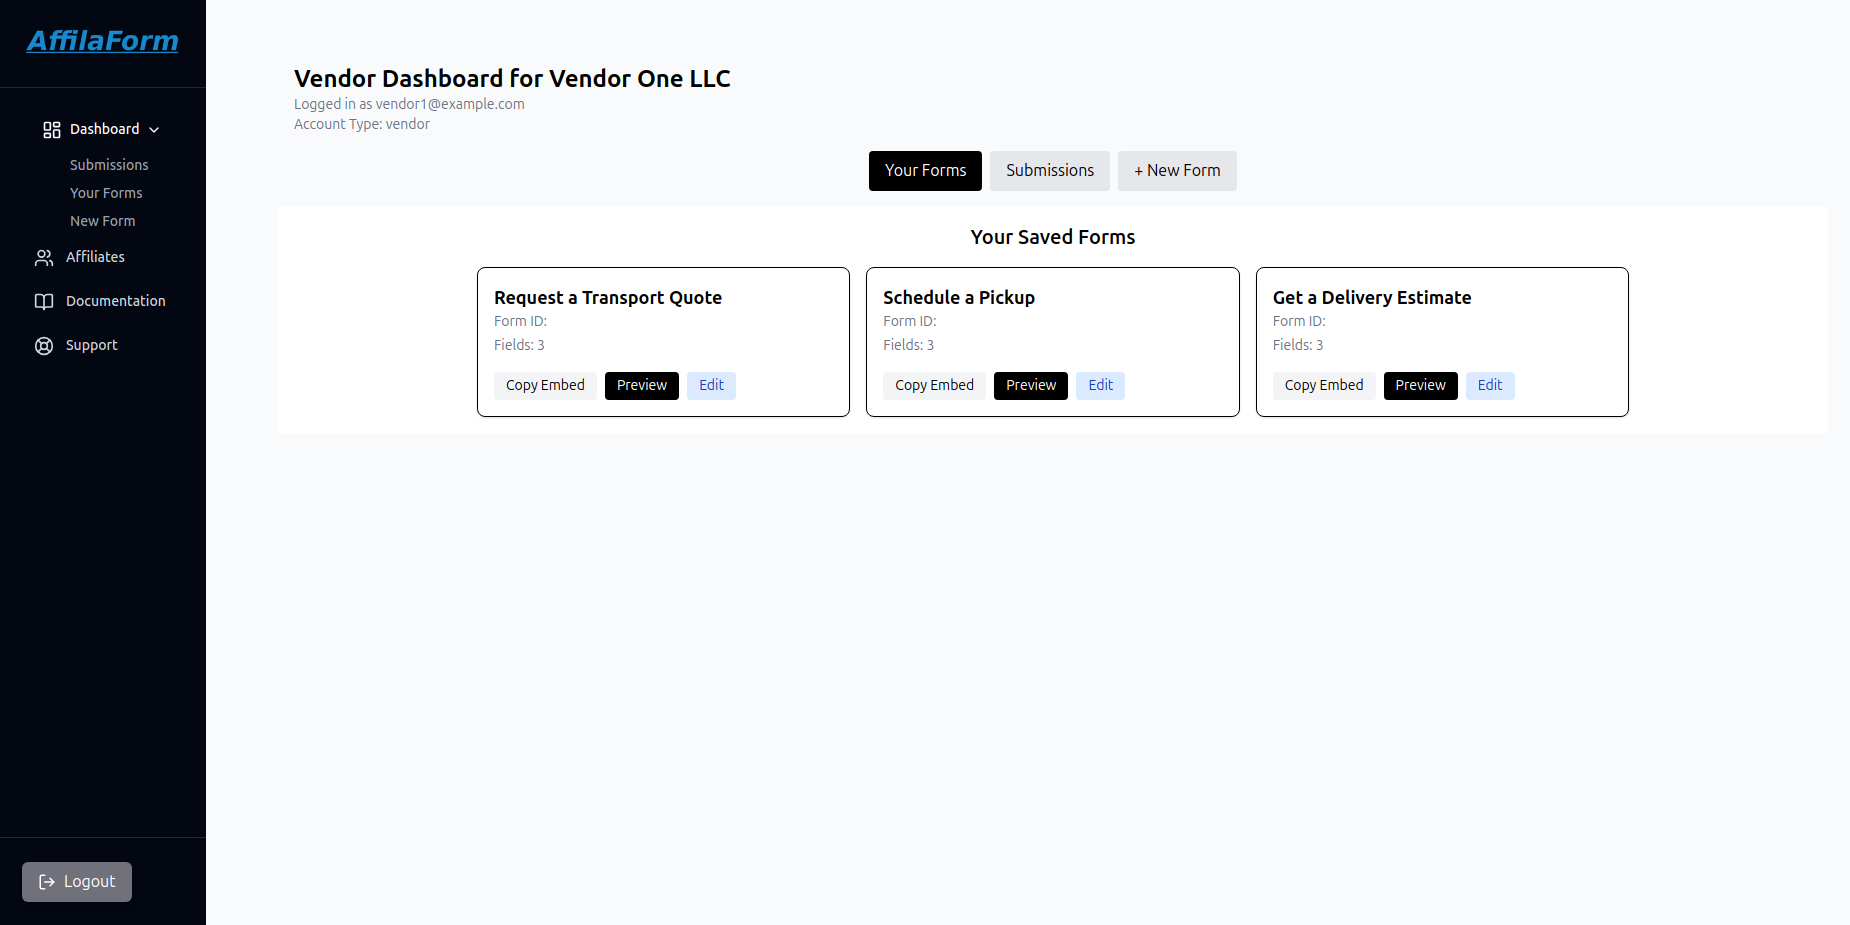 AffilaForm
Dashboard
Submissions
Your Forms
New Form
Affiliates
Documentation
Support
Logout
Vendor Dashboard for Vendor One LLC
Logged in as vendor1@example.com
Account Type: vendor
Your Forms Submissions + New Form
Your Saved Forms
Request a Transport Quote
Form ID:
Fields: 3
Copy Embed Preview Edit
Schedule a Pickup
Form ID:
Fields: 3
Copy Embed Preview Edit
Get a Delivery Estimate
Form ID:
Fields: 3
Copy Embed Preview Edit